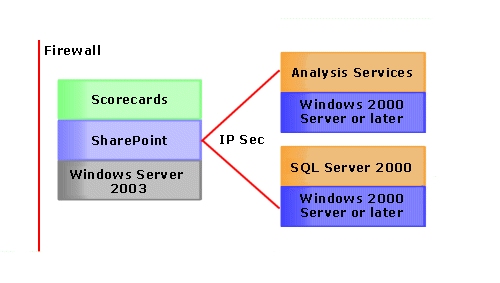 Firewall
Scorecards
SharePoint
Windows Server
2003
IP Sec
Analysis Services
Windows 2000
Server or later
SQL Server 2000
Windows 2000
Server or later